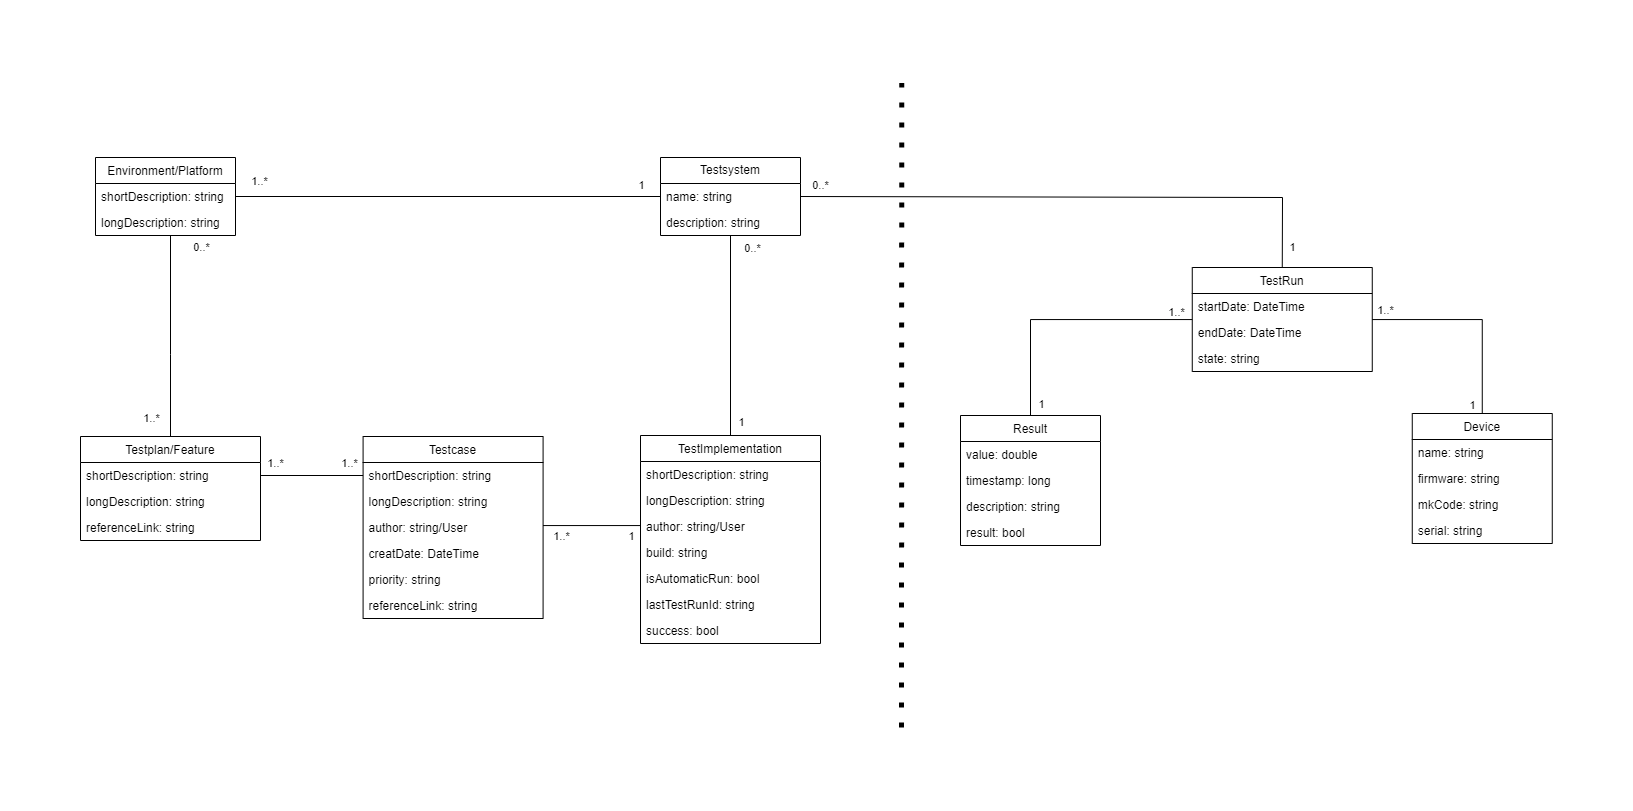 Environment/Platform
shortDescription: string
longDescription: string
1..*
0..*
1
Testsystem
name: string
description: string
0..*
0..*
1
TestRun
startDate: DateTime
endDate: DateTime
state: string
1..*
1..*
1
Result
value: double
timestamp: long
description: string
result: bool
1
Device
name: string
firmware: string
mkCode: string
serial: string
1..*
Testplan/Feature
shortDescription: string
longDescription: string
referenceLink: string
1..*
1..*
Testcase
shortDescription: string
longDescription: string
author: string/User
creatDate: DateTime
priority: string
referenceLink: string
1..*
1
1
TestImplementation
shortDescription: string
longDescription: string
author: string/User
build: string
isAutomaticRun: bool
lastTestRunId: string
success: bool